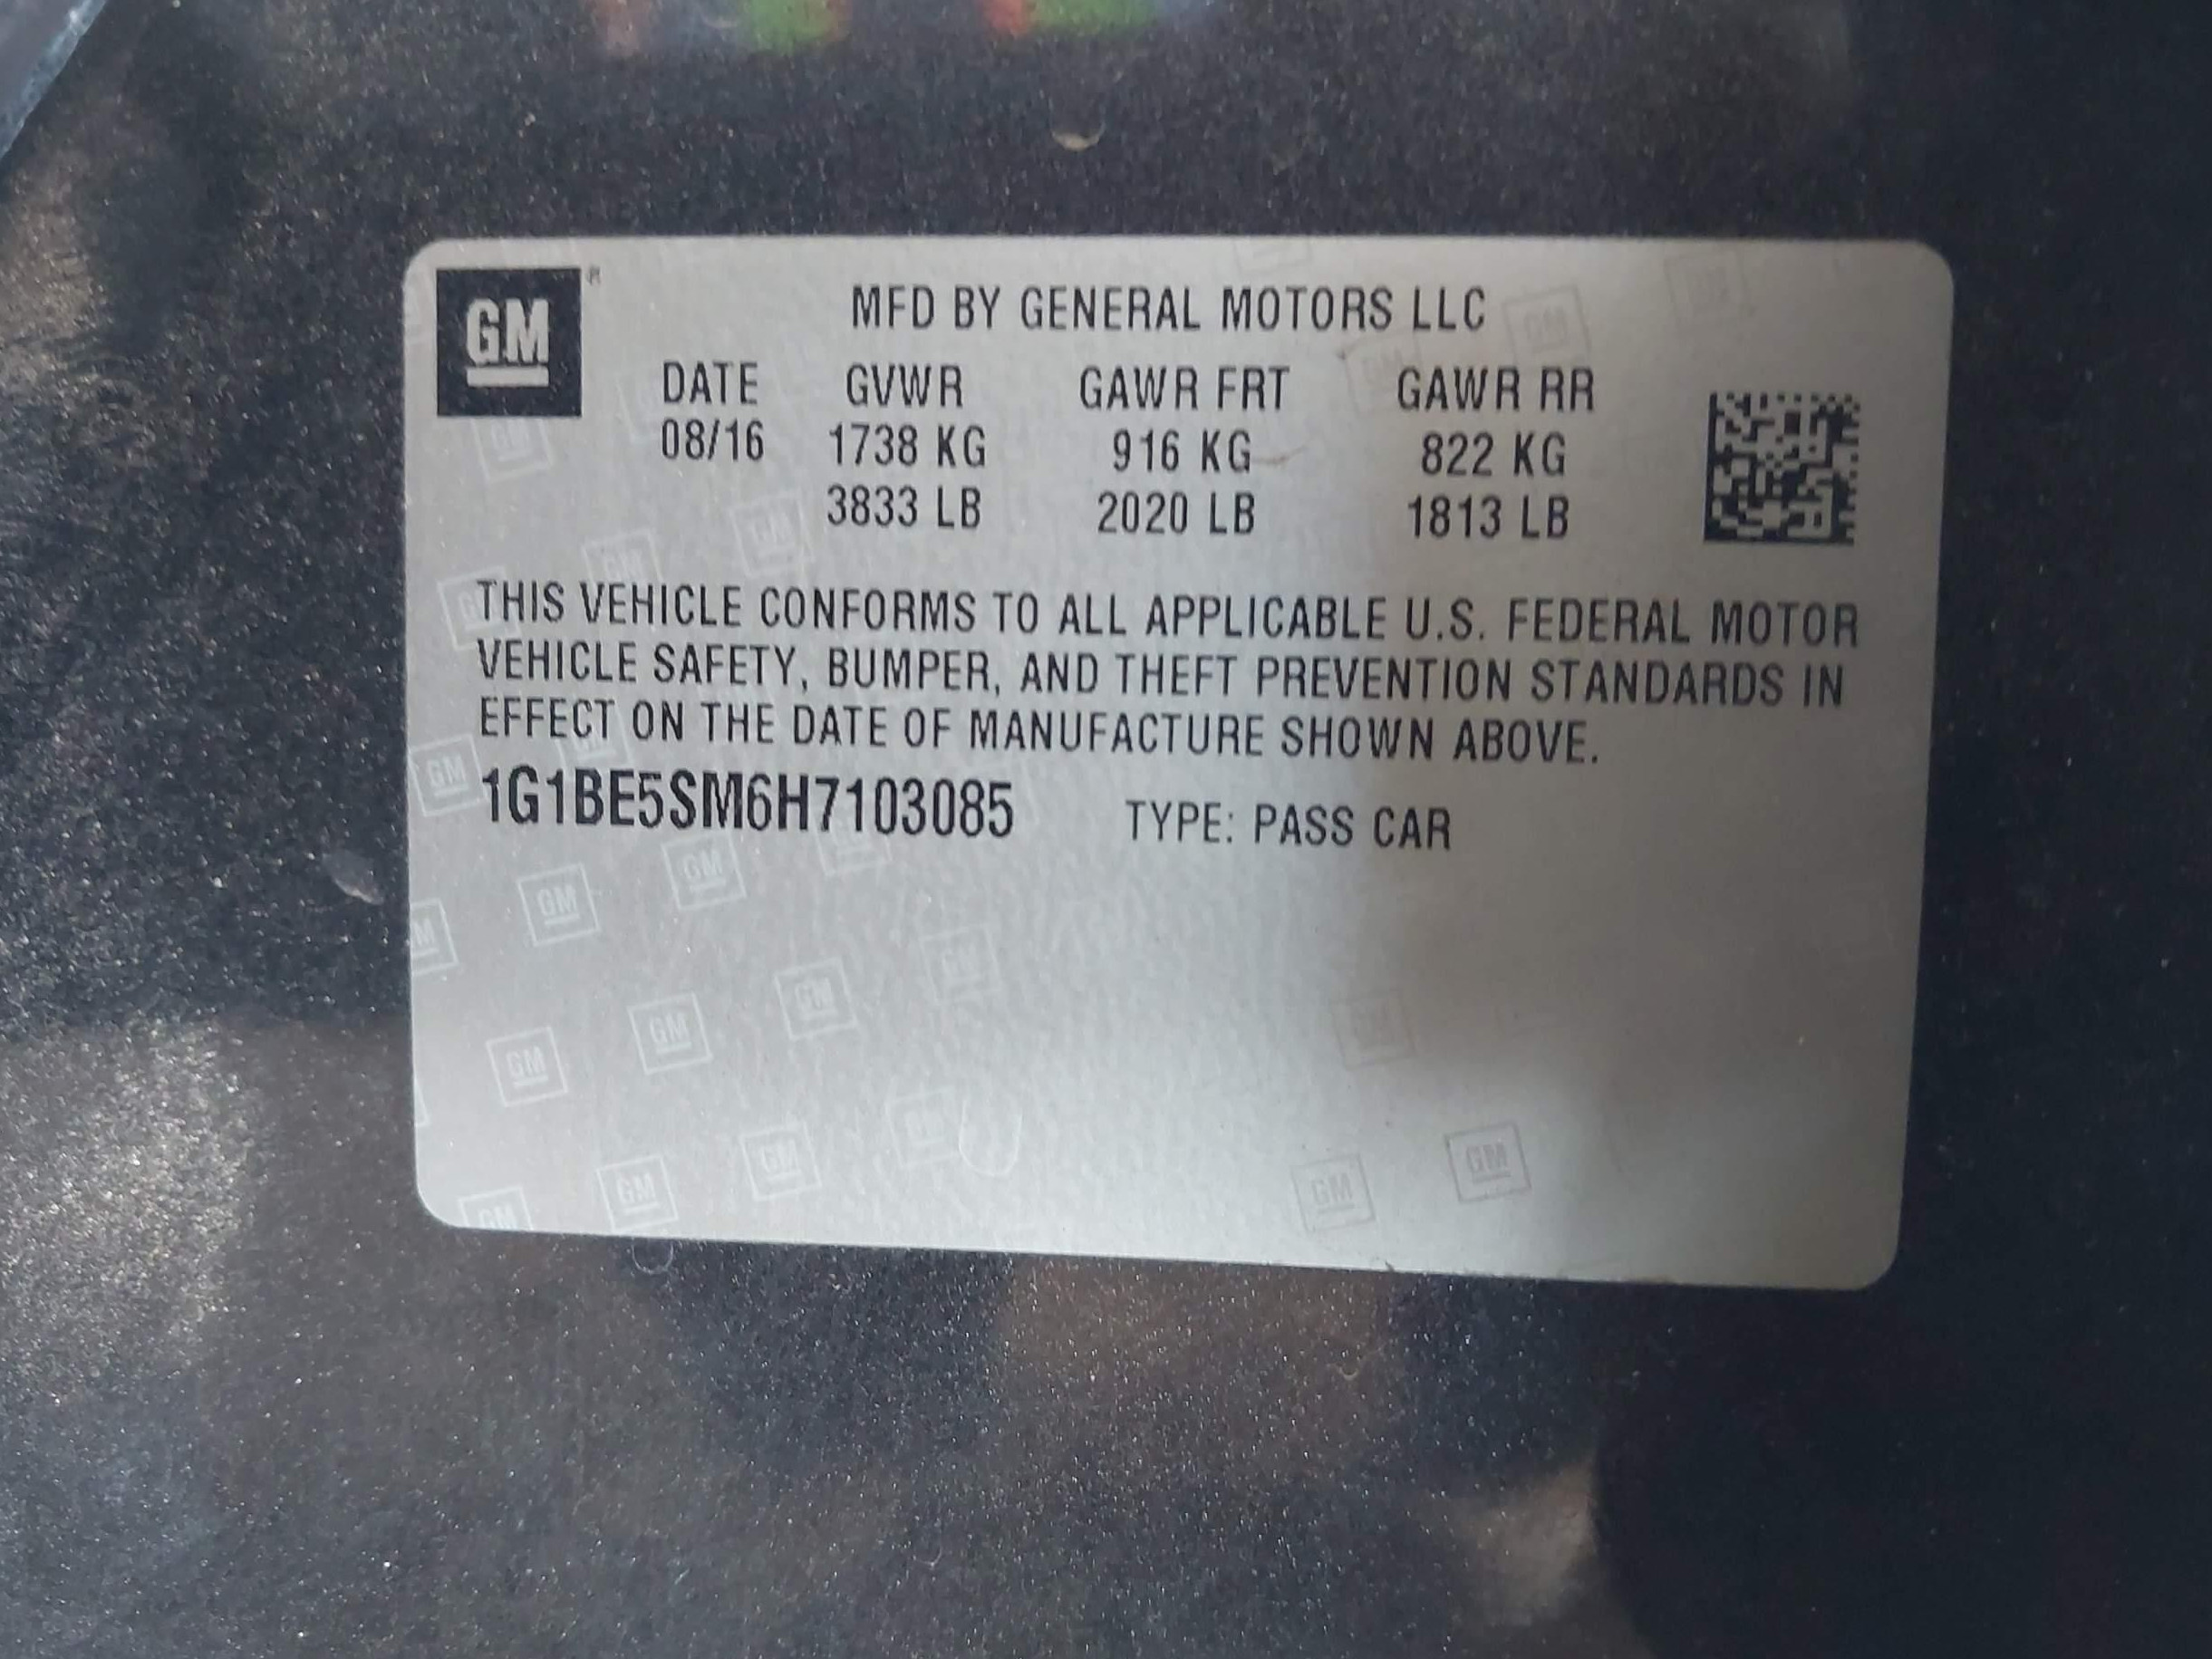 GM®
MFD BY GENERAL MOTORS LLC
DATE GVWR GAWR FRT GAWR RR
08/16 1738 KG 916 KG 822 KG
3833 LB 2020 LB 1813 LB
THIS VEHICLE CONFORMS TO ALL APPLICABLE U.S. FEDERAL MOTOR
VEHICLE SAFETY, BUMPER, AND THEFT PREVENTION STANDARDS IN
EFFECT ON THE DATE OF MANUFACTURE SHOWN ABOVE.
1G1BE5SM6H7103085 TYPE: PASS CAR